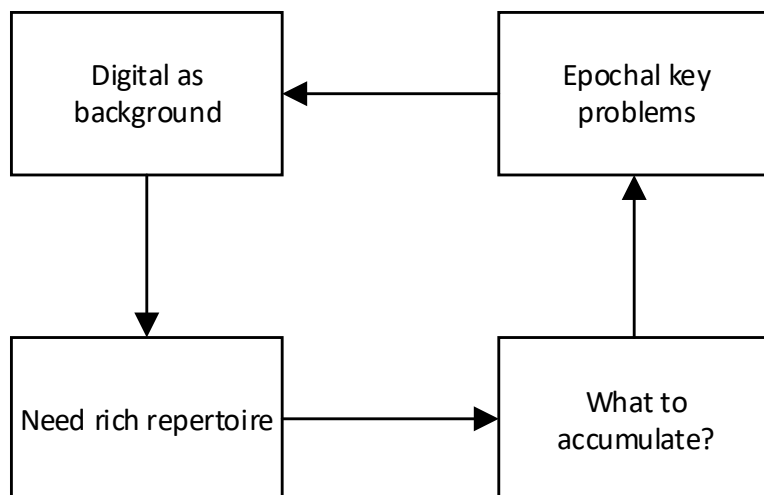 Digital as
background
Epochal key
problems
Need rich repertoire
What to
accumulate?